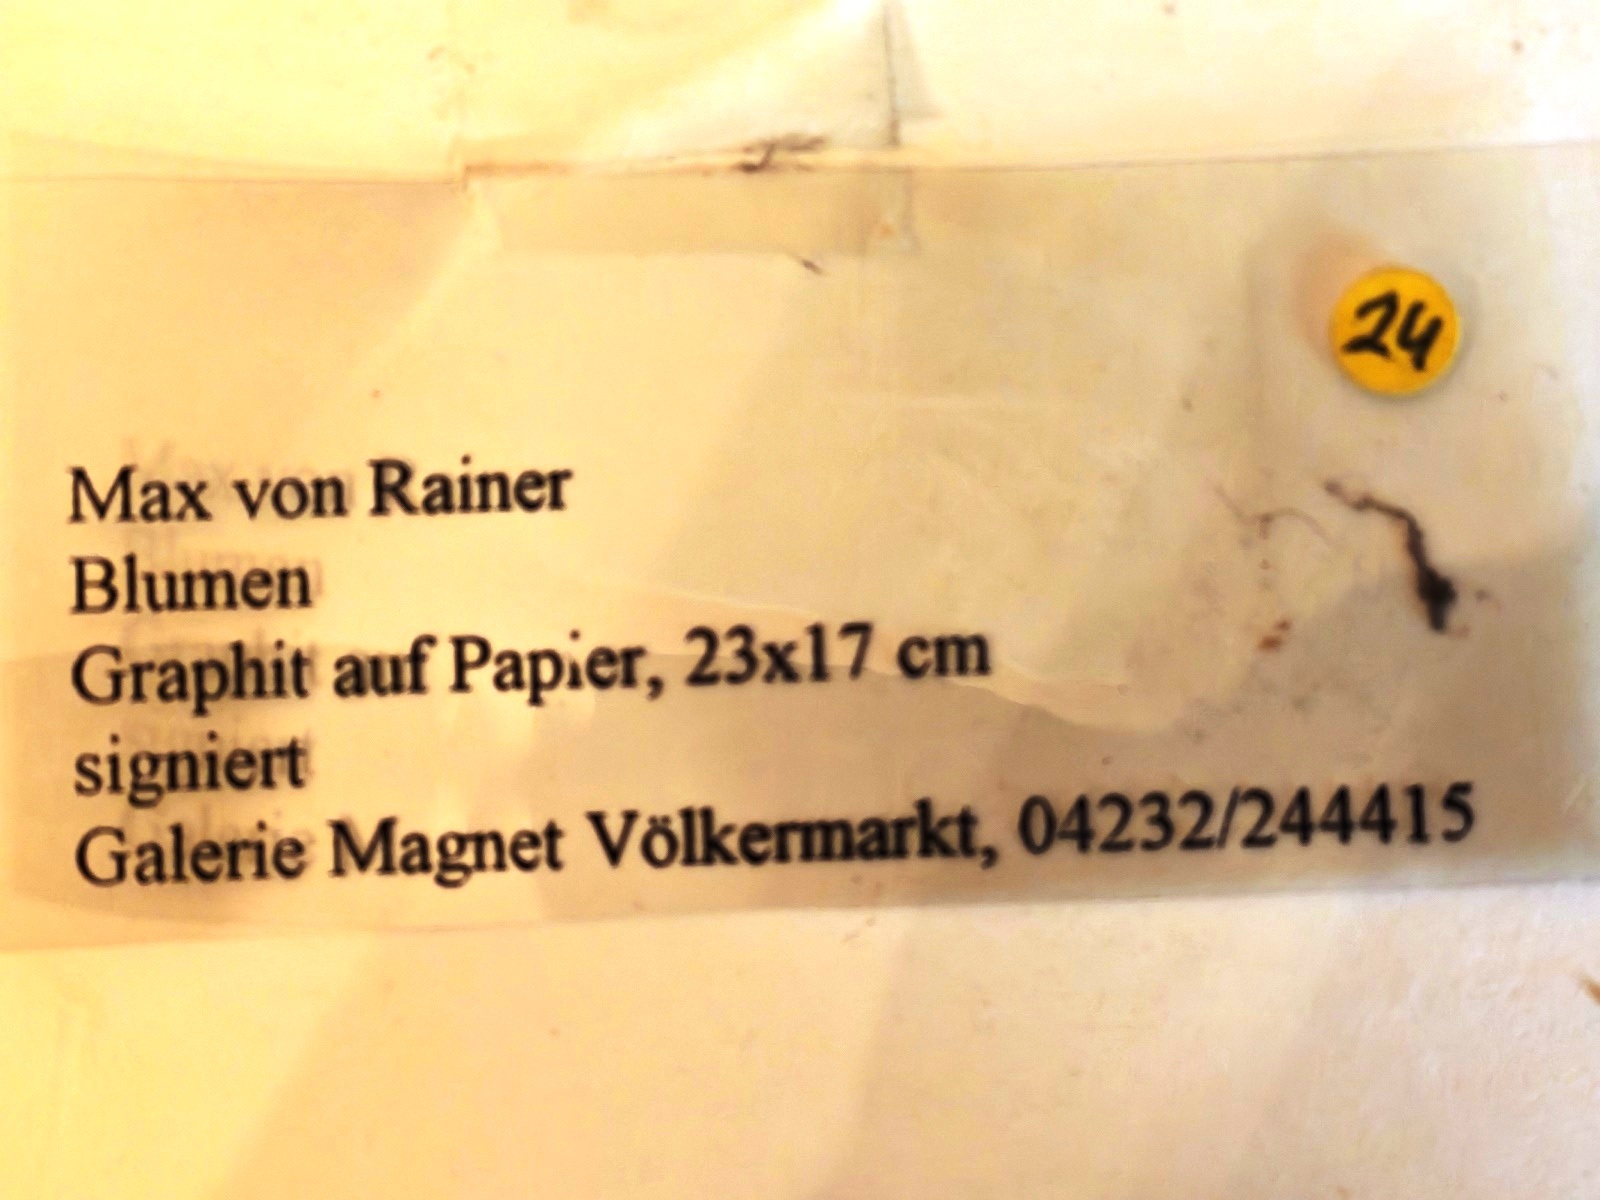 24
Max von Rainer
Blumen
Graphit auf Papier, 23x17 cm
signiert
Galerie Magnet Völkermarkt, 04232/244415